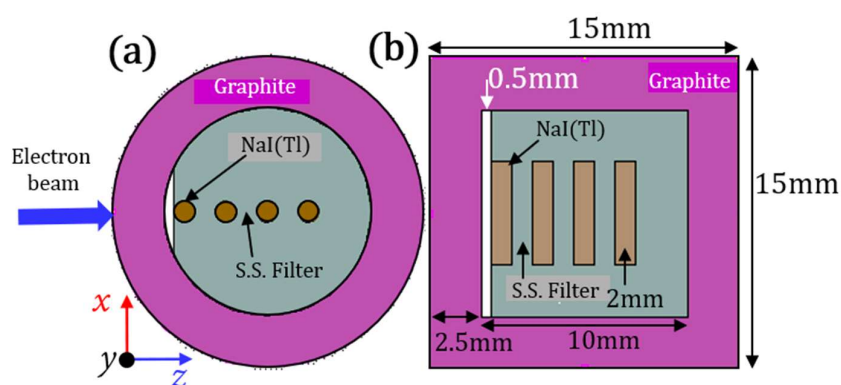 (a)
Graphite
NaI(Tl)
Electron
beam
S.S. Filter
x
y
z
(b)
15mm
Graphite
0.5mm
NaI(Tl)
15mm
S.S. Filter
2mm
2.5mm
10mm